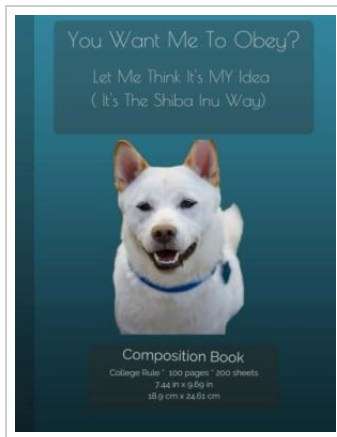 You Want Me To Obey?
Let Me Think It's MY Idea
( It's The Shiba Inu Way)
Composition Book
College Rule * 100 pages * 200 sheets
7.44 in x 9.69 in
18.9 cm x 24.61 cm